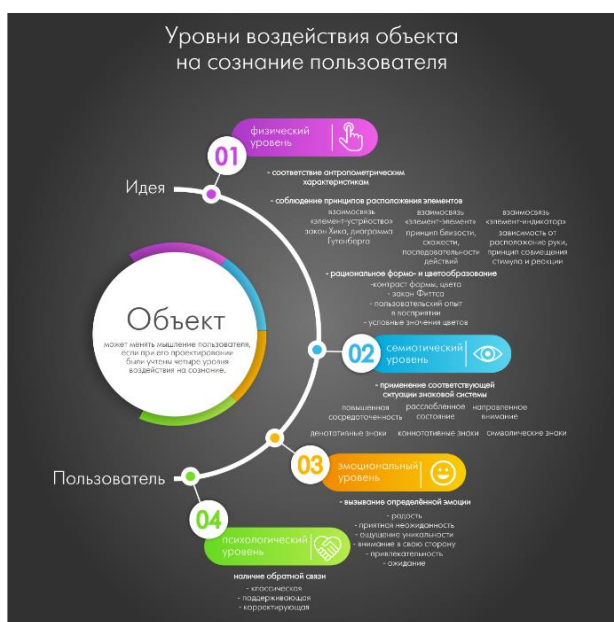 Уровни воздействия объекта
на сознание пользователя
01
физический
уровень
Идея
- соответствие антропометрическим
характеристикам
- соблюдение принципов расположения элементов
взаимосвязь
«элемент-устрйоство»
закон Хика, диаграмма
Гутенберга
взаимосвязь
«элемент-элемент»
принцип близости,
схожести,
последовательности
действий
взаимосвязь
«элемент-индикатор»
зависимость от
расположения руки,
принцип совмещения
стимула и реакции
- рациональное формо- и цветообразование
-контраст формы, цвета
- закон Фиттса
- пользовательский опыт
в восприятии
- условные значения цветов
Объект
может менять мышление пользователя,
если при его проектировании
были учтены четыре уровня
воздействия на сознание.
02
семиотический
уровень
- применение соответствующей
ситуации знаковой системы
повышенная
сосредоточенность
расслабленное
состояние
направленное
внимание
денотативные знаки
коннотативные знаки
символические знаки
03
эмоциональный
уровень
- вызывание определённой эмоции
- радость
- приятная неожиданность
- ощущение уникальности
- внимание в свою сторону
- привлекательность
- ожидание
Пользователь
04
психологический
уровень
наличие обратной связи
- классическая
- поддерживающая
- корректирующая